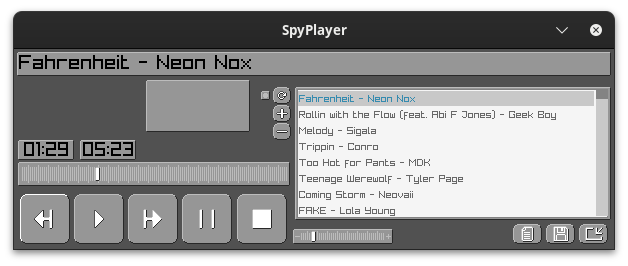 SpyPlayer
Fahrenheit - Neon Nox
01:29 05:23
Fahrenheit - Neon Nox
Rollin with the Flow (feat. Abi F Jones) - Geek Boy
Melody - Sigala
Trippin - Conro
Too Hot for Pants - MDK
Teenage Werewolf - Tyler Page
Coming Storm - Neovaii
FAKE - Lola Young